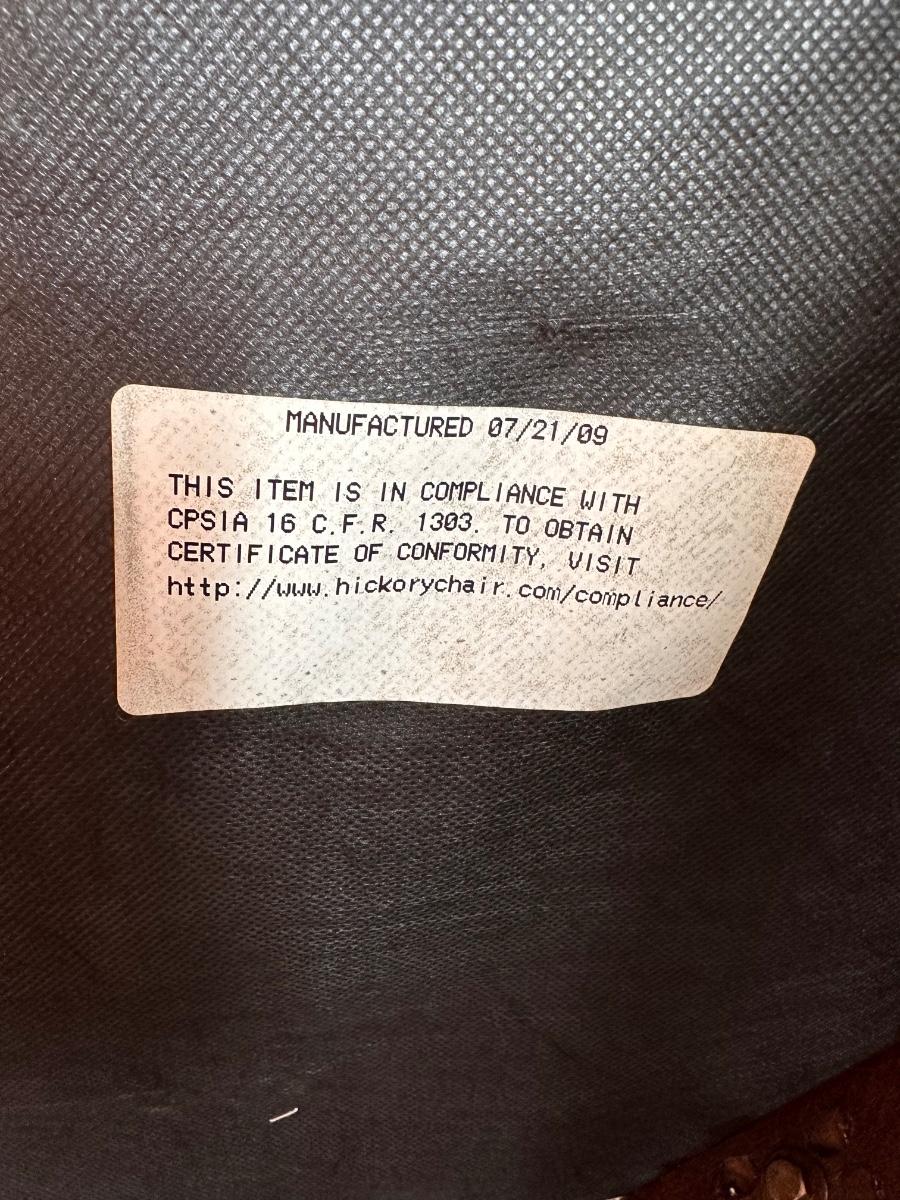 MANUFACTURED 07/21/09
THIS ITEM IS IN COMPLIANCE WITH
CPSIA 16 C.F.R. 1303. TO OBTAIN
CERTIFICATE OF CONFORMITY, VISIT
http://www.hickorychair.com/compliance/